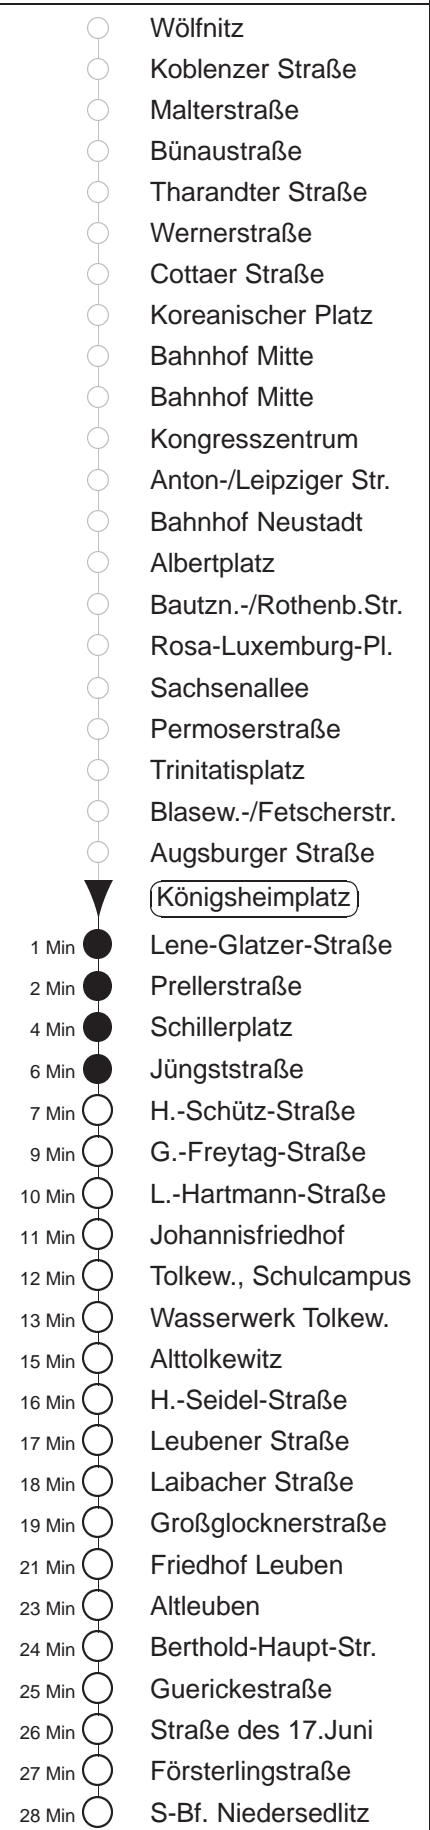 Wölfnitz
Koblenzer Straße
Malterstraße
Bünaustraße
Tharandter Straße
Wernerstraße
Cottaer Straße
Koreanischer Platz
Bahnhof Mitte
Bahnhof Mitte
Kongresszentrum
Anton-/Leipziger Str.
Bahnhof Neustadt
Albertplatz
Bautzn.-/Rothenb.Str.
Rosa-Luxemburg-Pl.
Sachsenallee
Permoserstraße
Trinitatisplatz
Blasew.-/Fetscherstr.
Augsburger Straße
Königsheimplatz
1 Min Lene-Glatzer-Straße
2 Min Prellerstraße
4 Min Schillerplatz
6 Min Jüngststraße
7 Min H.-Schütz-Straße
9 Min G.-Freytag-Straße
10 Min L.-Hartmann-Straße
11 Min Johannisfriedhof
12 Min Tolkew., Schulcampus
13 Min Wasserwerk Tolkew.
15 Min Alttolkewitz
16 Min H.-Seidel-Straße
17 Min Leubener Straße
18 Min Laibacher Straße
19 Min Großglocknerstraße
21 Min Friedhof Leuben
23 Min Altleuben
24 Min Berthold-Haupt-Str.
25 Min Guerickestraße
26 Min Straße des 17.Juni
27 Min Försterlingstraße
28 Min S-Bf. Niedersedlitz